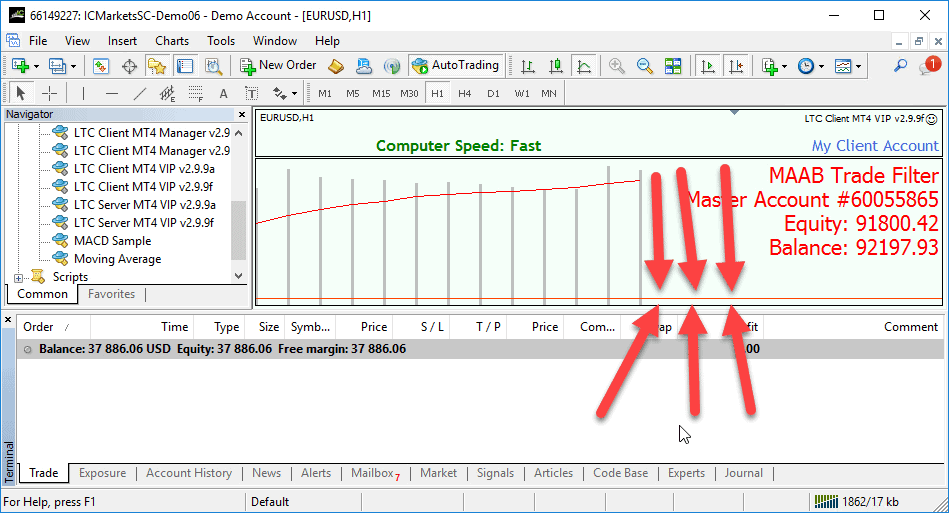 66149227: ICMarketsSC-Demo06 - Demo Account - [EURUSD,H1]
File View Insert Charts Tools Window Help
New Order AutoTrading 1
A T M1 M5 M15 M30 H1 H4 D1 W1 MN
Navigator
LTC Client MT4 Manager v2.9
LTC Client MT4 Manager v2.9
LTC Client MT4 VIP v2.9.9a
LTC Client MT4 VIP v2.9.9f
LTC Server MT4 VIP v2.9.9a
LTC Server MT4 VIP v2.9.9f
MACD Sample
Moving Average
Scripts
Common Favorites
EURUSD,H1 LTC Client MT4 VIP v2.9.9f
Computer Speed: Fast My Client Account
MAAB Trade Filter
Master Account #60055865
Equity: 91800.42
Balance: 92197.93
Order / Time Type Size Symb... Price S / L T / P Price Com... Comment
Balance: 37 886.06 USD Equity: 37 886.06 Free margin: 37 886.06
Terminal
Trade Exposure Account History News Alerts Mailbox 7 Market Signals Articles Code Base Experts Journal
For Help, press F1 Default 1862/17 kb